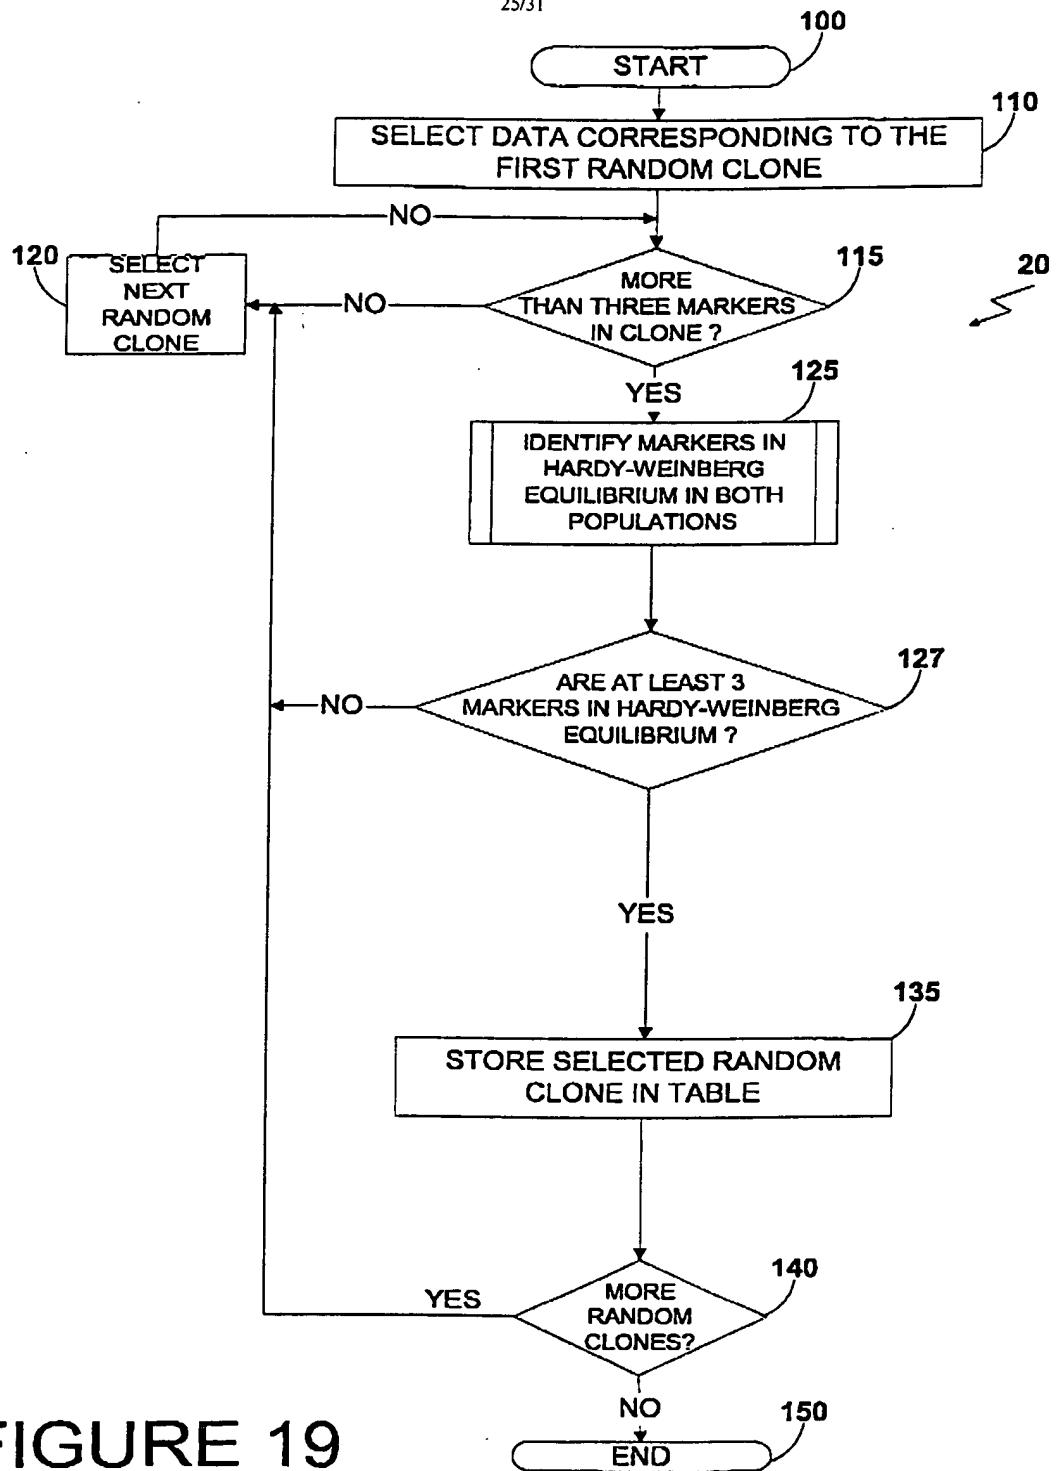 25/31
100
START
110
SELECT DATA CORRESPONDING TO THE
FIRST RANDOM CLONE
NO
120
SELECT
NEXT
RANDOM
CLONE
NO
MORE
THAN THREE MARKERS
IN CLONE ?
115
20
YES
125
IDENTIFY MARKERS IN
HARDY-WEINBERG
EQUILIBRIUM IN BOTH
POPULATIONS
127
ARE AT LEAST 3
MARKERS IN HARDY-WEINBERG
EQUILIBRIUM ?
NO
YES
135
STORE SELECTED RANDOM
CLONE IN TABLE
140
YES
MORE
RANDOM
CLONES?
NO
150
END
FIGURE 19